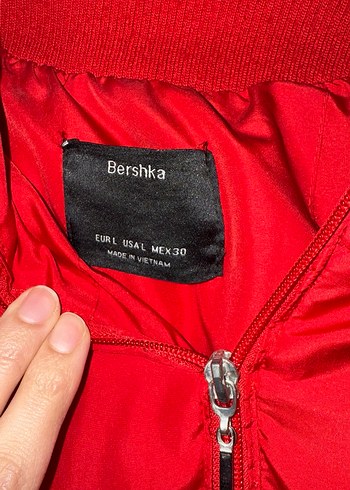 Bershka
EUR L USA L MEX 30
MADE IN VIETNAM